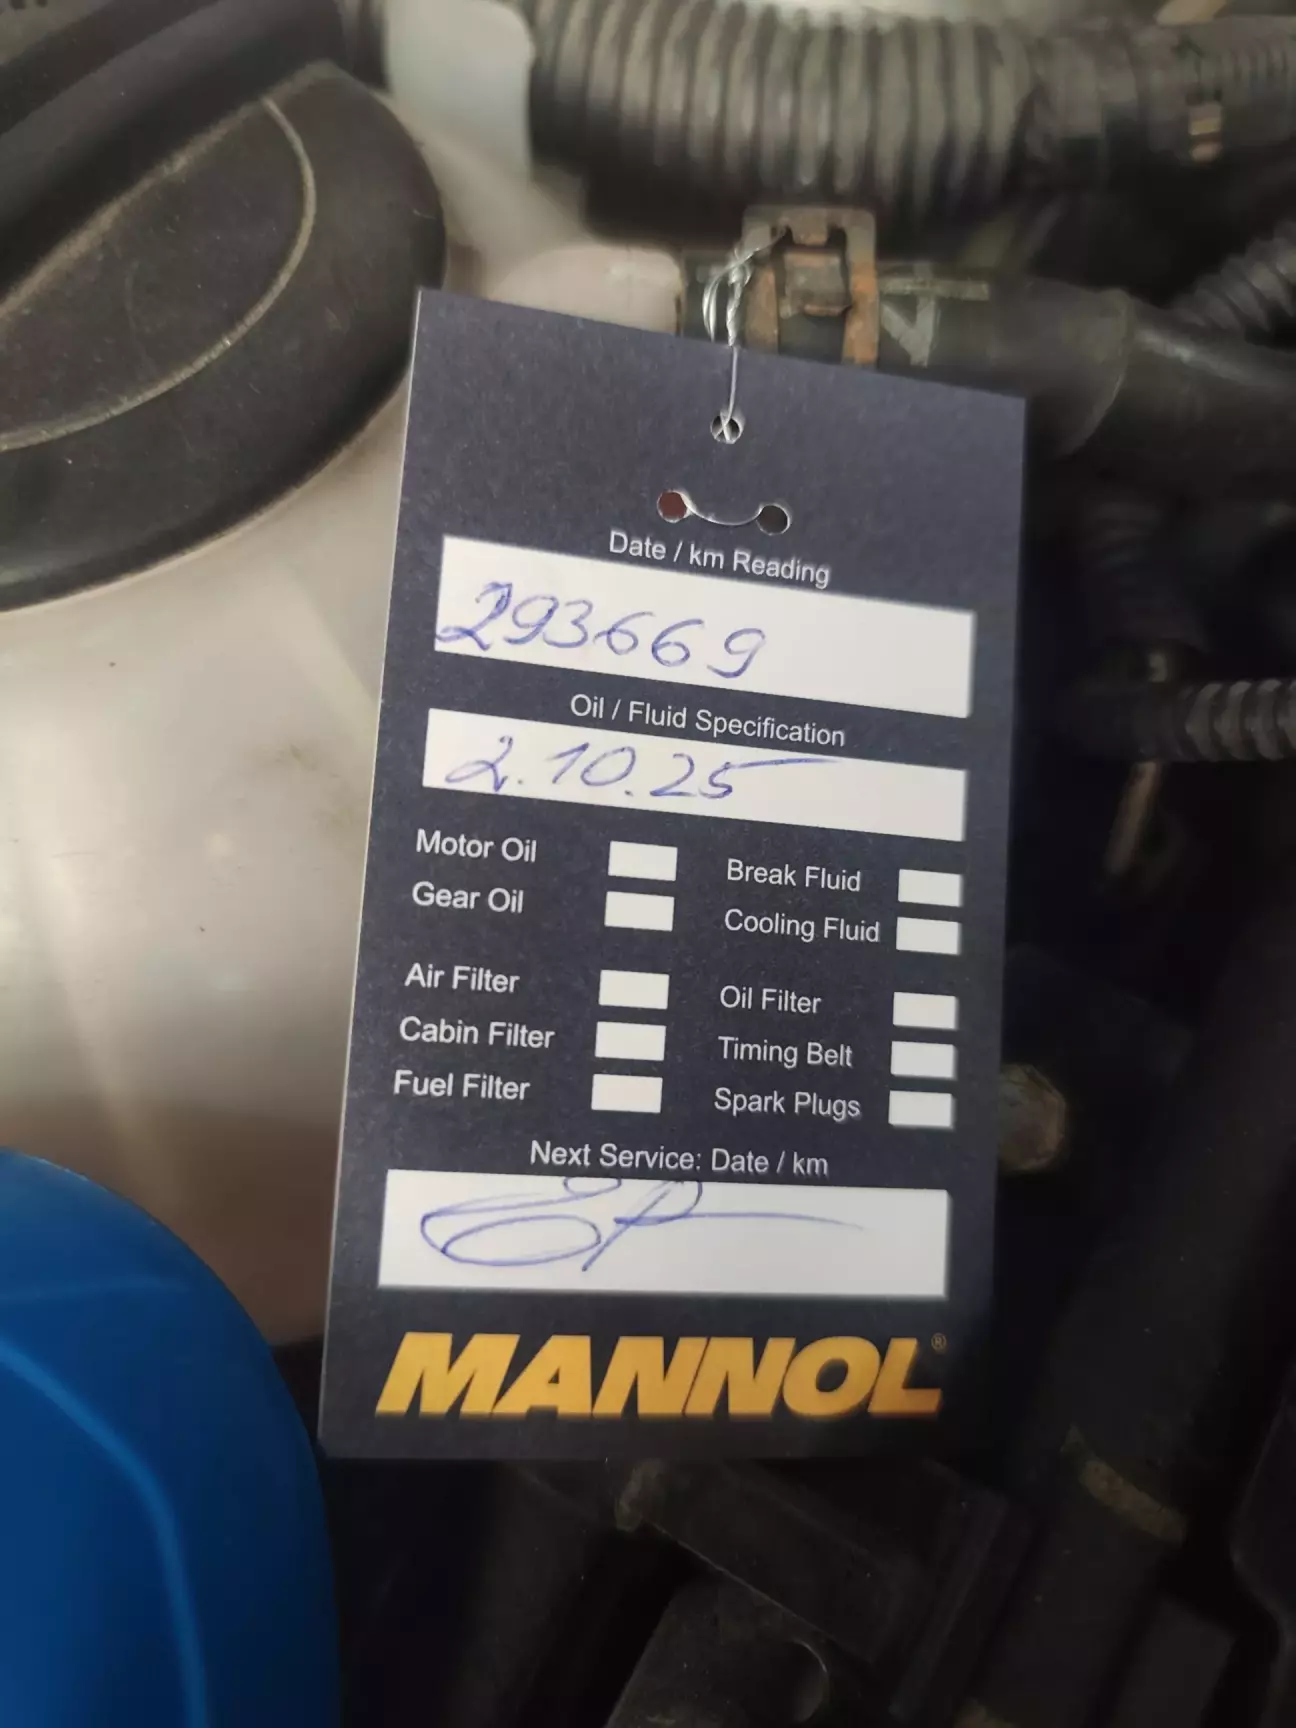 Date / km Reading
293669
Oil / Fluid Specification
2.10.25
Motor Oil
Break Fluid
Gear Oil
Cooling Fluid
Air Filter
Oil Filter
Cabin Filter
Timing Belt
Fuel Filter
Spark Plugs
Next Service: Date / km
MANNOL®